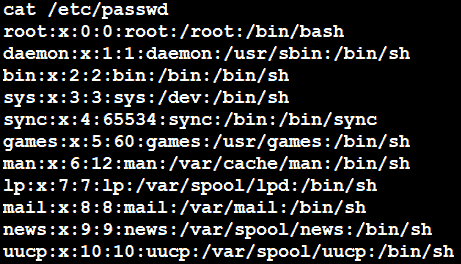 cat /etc/passwd
root:x:0:0:root:/root:/bin/bash
daemon:x:1:1:daemon:/usr/sbin:/bin/sh
bin:x:2:2:bin:/bin:/bin/sh
sys:x:3:3:sys:/dev:/bin/sh
sync:x:4:65534:sync:/bin:/bin/sync
games:x:5:60:games:/usr/games:/bin/sh
man:x:6:12:man:/var/cache/man:/bin/sh
lp:x:7:7:lp:/var/spool/lpd:/bin/sh
mail:x:8:8:mail:/var/mail:/bin/sh
news:x:9:9:news:/var/spool/news:/bin/sh
uucp:x:10:10:uucp:/var/spool/uucp:/bin/sh